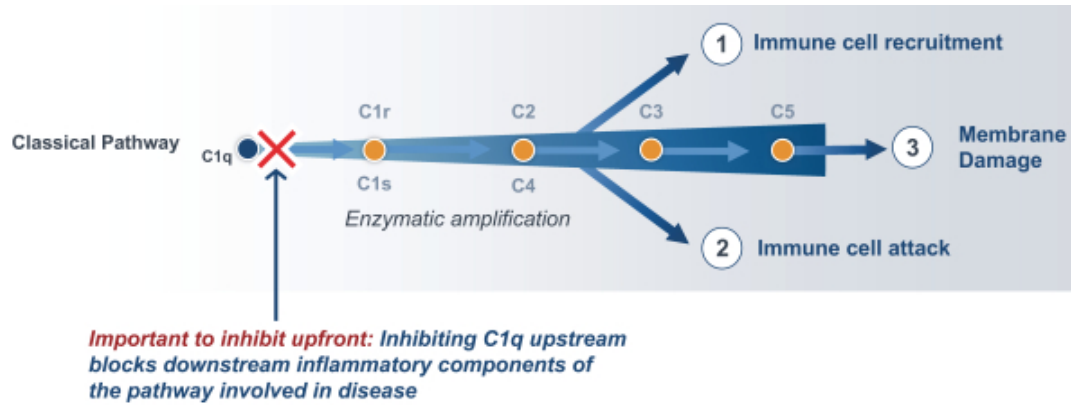 1 Immune cell recruitment
C1r C2 C3 C5
Classical Pathway C1q 3 Membrane
Damage
C1s C4
Enzymatic amplification
2 Immune cell attack
Important to inhibit upfront: Inhibiting C1q upstream
blocks downstream inflammatory components of
the pathway involved in disease